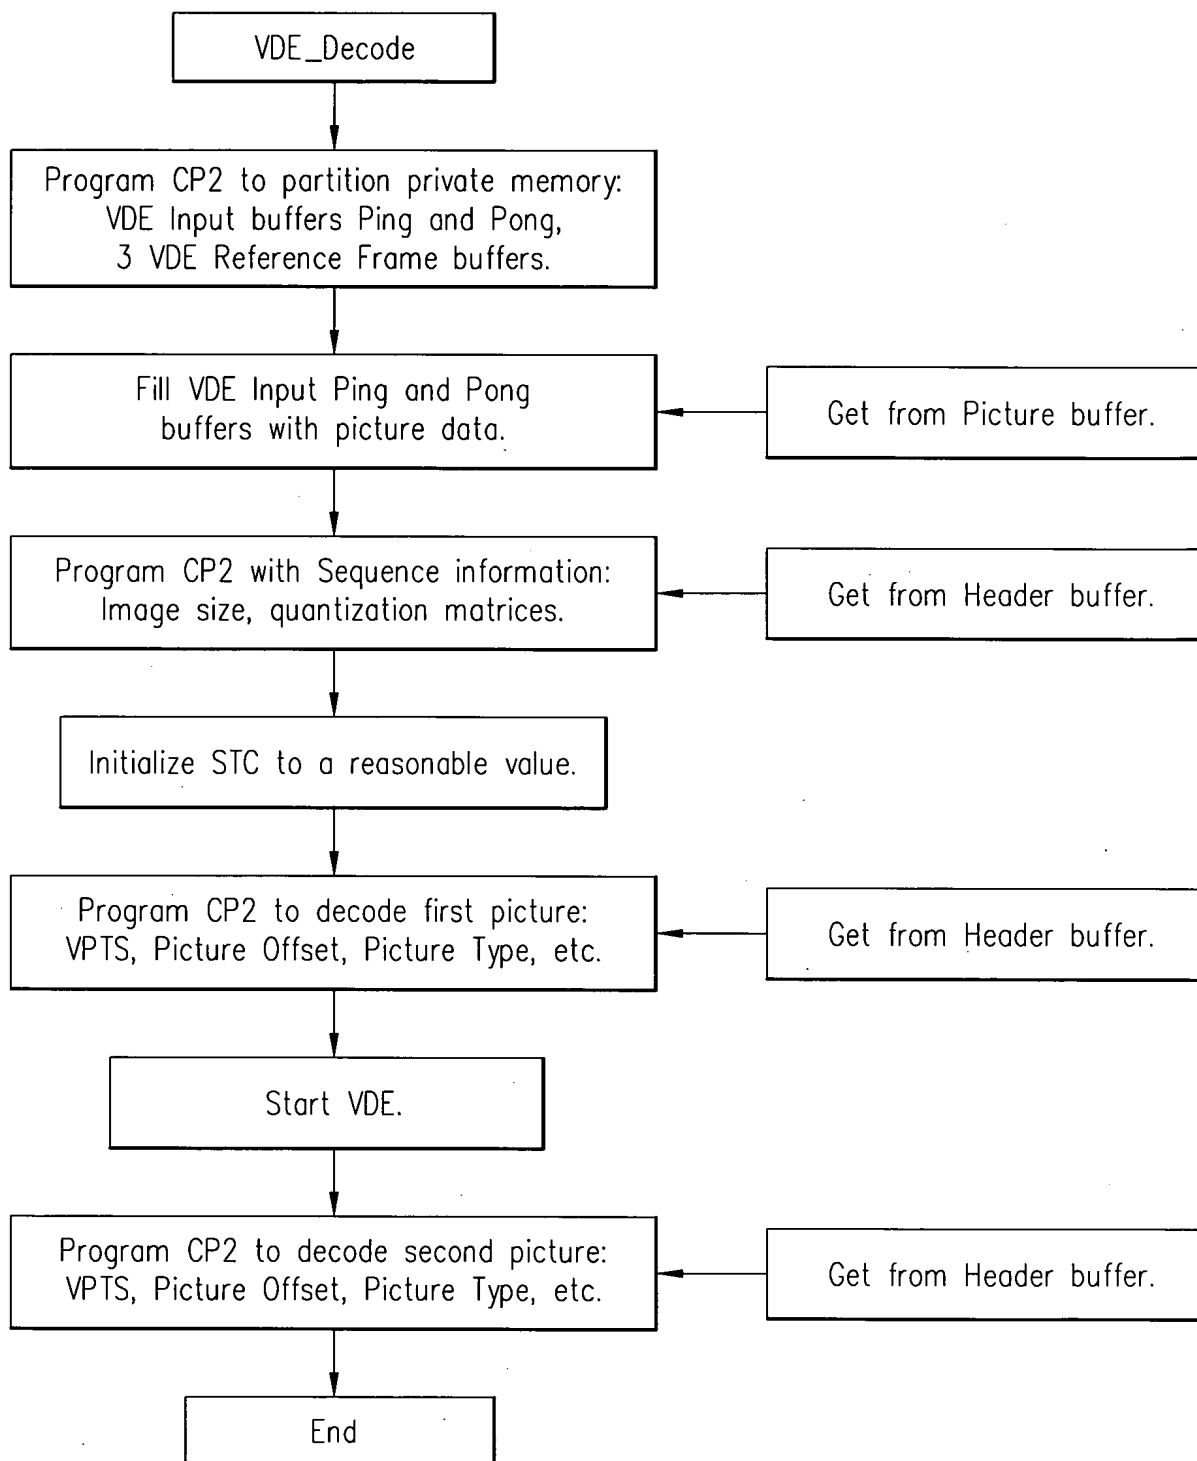 VDE_Decode
Program CP2 to partition private memory:
VDE Input buffers Ping and Pong,
3 VDE Reference Frame buffers.
Fill VDE Input Ping and Pong
buffers with picture data.
Get from Picture buffer.
Program CP2 with Sequence information:
Image size, quantization matrices.
Get from Header buffer.
Initialize STC to a reasonable value.
Program CP2 to decode first picture:
VPTS, Picture Offset, Picture Type, etc.
Get from Header buffer.
Start VDE.
Program CP2 to decode second picture:
VPTS, Picture Offset, Picture Type, etc.
Get from Header buffer.
End